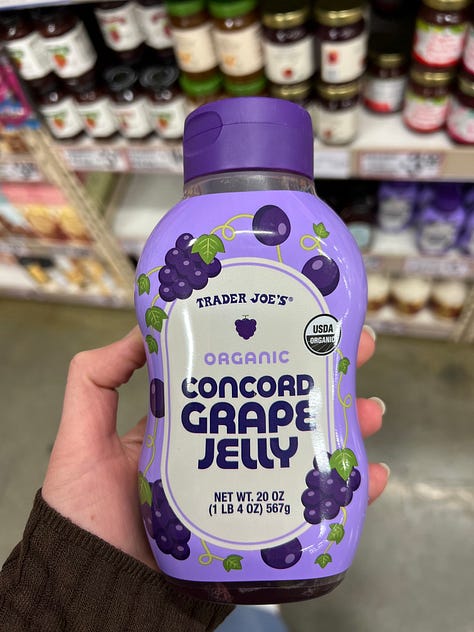 TRADER JOE'S®
USDA
ORGANIC
ORGANIC
CONCORD
GRAPE
JELLY
NET WT. 20 OZ
(1 LB 4 OZ) 567g